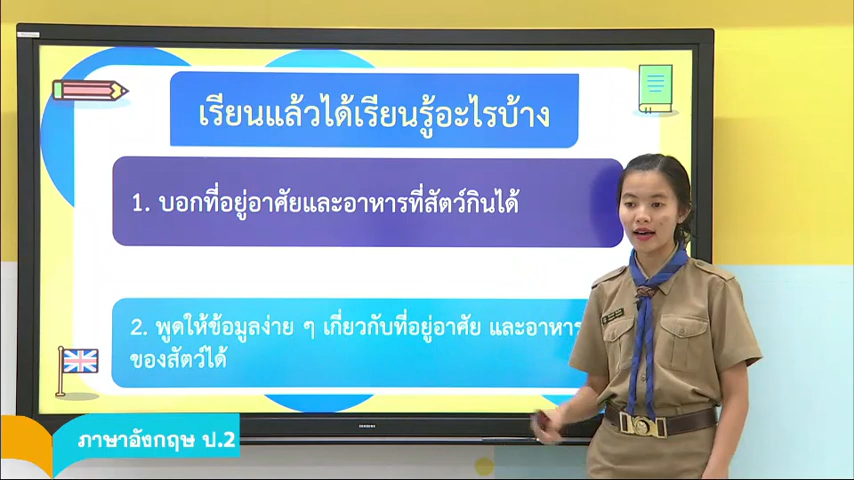 เรียนแล้วได้เรียนรู้อะไรบ้าง
1. บอกที่อยู่อาศัยและอาหารที่สัตว์กินได้
2. พูดให้ข้อมูลง่าย ๆ เกี่ยวกับที่อยู่อาศัย และอาหาร
ของสัตว์ได้
ภาษาอังกฤษ ป.2